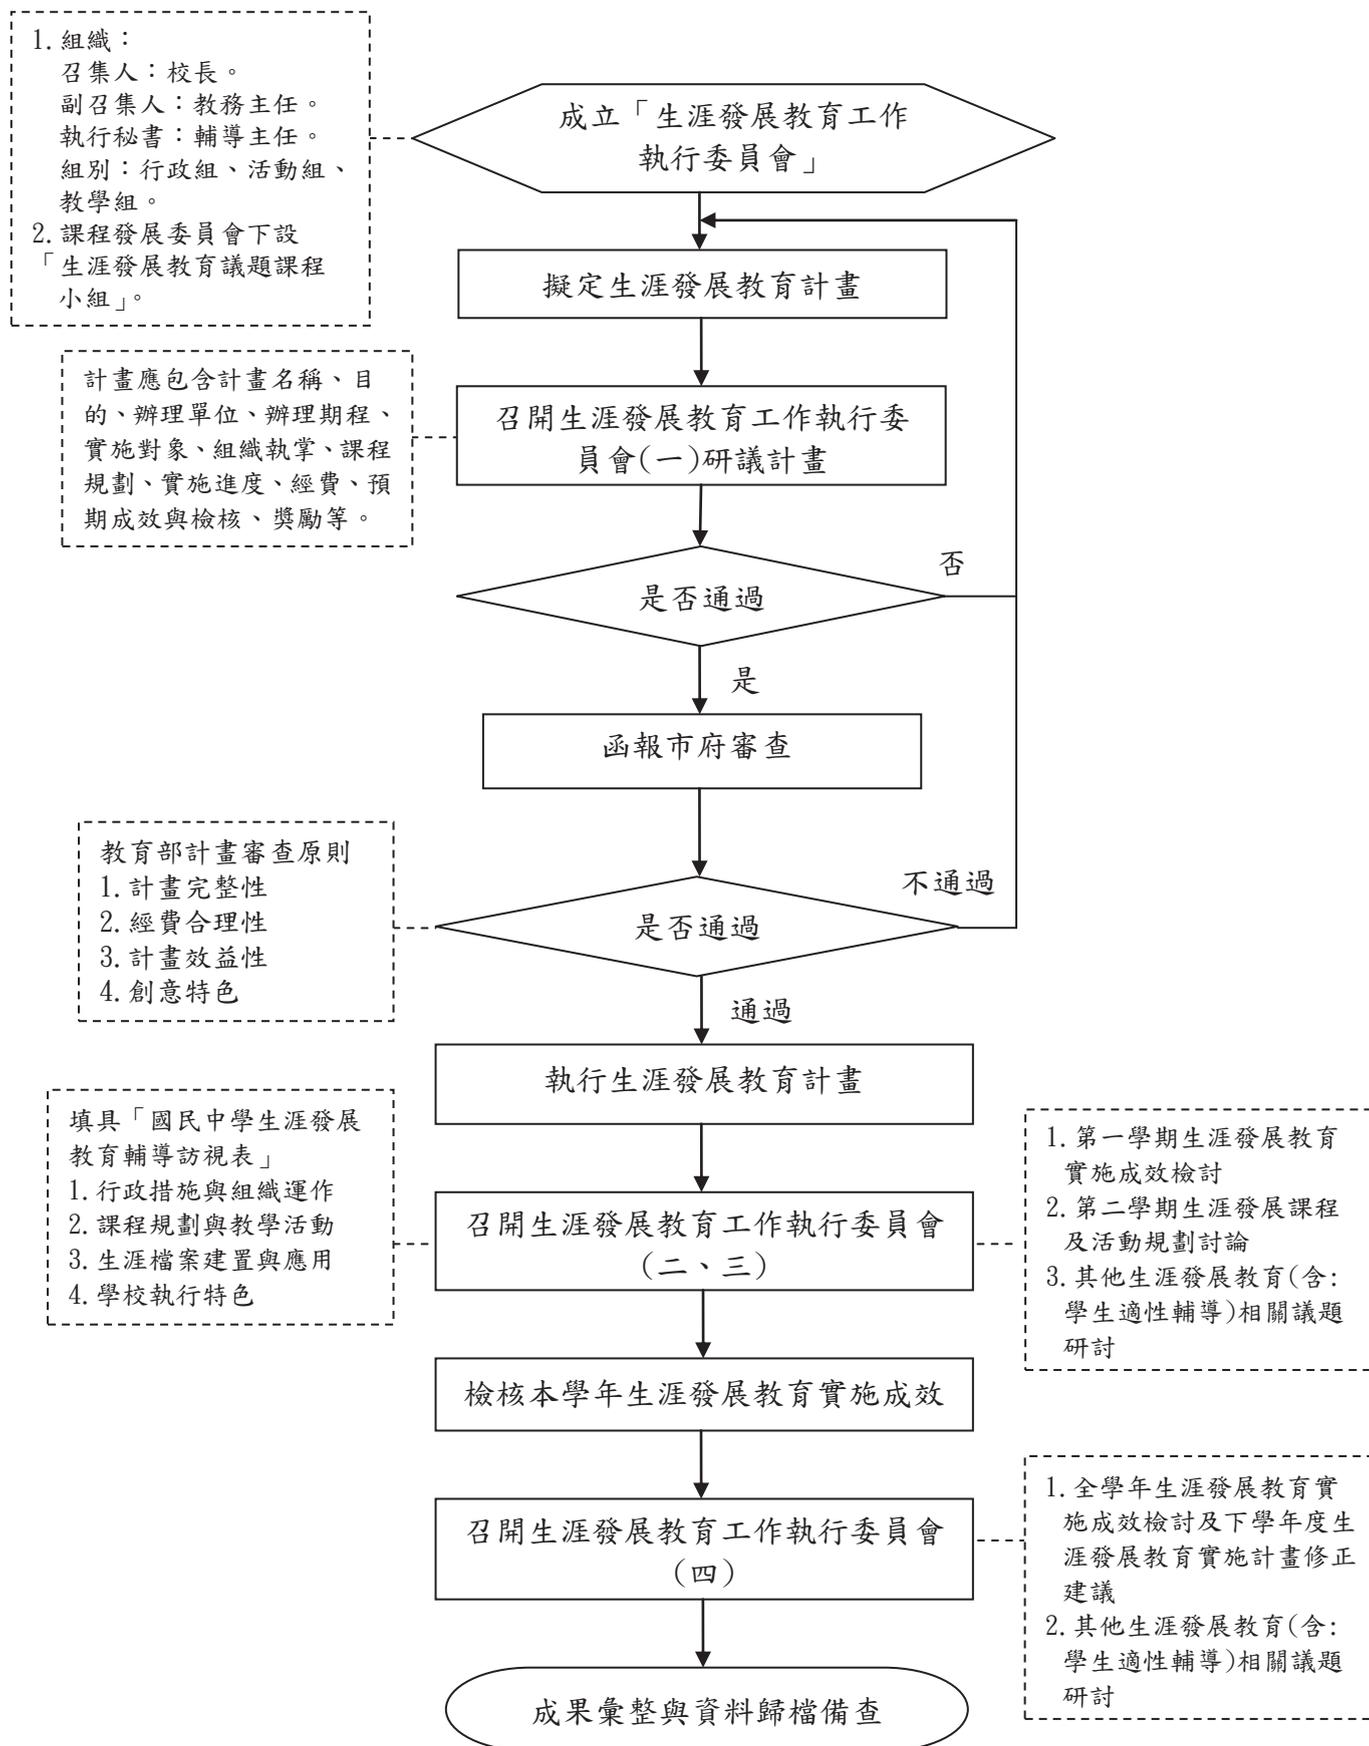 1.組織：
召集人：校長。
副召集人：教務主任。
執行秘書：輔導主任。
組別：行政組、活動組、
教學組。
2.課程發展委員會下設
「生涯發展教育議題課程
小組」。
成立「生涯發展教育工作
執行委員會」
擬定生涯發展教育計畫
計畫應包含計畫名稱、目
的、辦理單位、辦理期程、
實施對象、組織執掌、課程
規劃、實施進度、經費、預
期成效與檢核、獎勵等。
召開生涯發展教育工作執行委
員會(一)研議計畫
是否通過
否
是
函報市府審查
教育部計畫審查原則
1.計畫完整性
2.經費合理性
3.計畫效益性
4.創意特色
是否通過
不通過
通過
執行生涯發展教育計畫
填具「國民中學生涯發展
教育輔導訪視表」
1.行政措施與組織運作
2.課程規劃與教學活動
3.生涯檔案建置與應用
4.學校執行特色
召開生涯發展教育工作執行委員會
(二、三)
1.第一學期生涯發展教育
實施成效檢討
2.第二學期生涯發展課程
及活動規劃討論
3.其他生涯發展教育(含:
學生適性輔導)相關議題
研討
檢核本學年生涯發展教育實施成效
召開生涯發展教育工作執行委員會
(四)
1.全學年生涯發展教育實
施成效檢討及下學年度生
涯發展教育實施計畫修正
建議
2.其他生涯發展教育(含:
學生適性輔導)相關議題
研討
成果彙整與資料歸檔備查